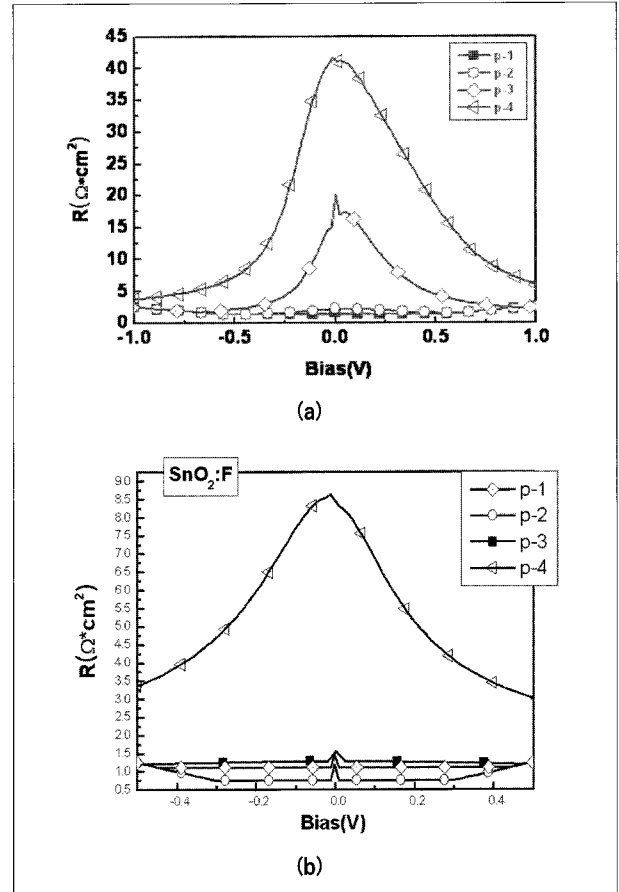 45
40
35
30
25
20
15
10
5
0
R(Ω*cm²)
p-1
p-2
p-3
p-4
-1.0 -0.5 0.0 0.5 1.0
Bias(V)
(a)
SnO₂:F
9.0
8.5
8.0
7.5
7.0
6.5
6.0
5.5
5.0
4.5
4.0
3.5
3.0
2.5
2.0
1.5
1.0
0.5
R(Ω*cm²)
p-1
p-2
p-3
p-4
-0.4 -0.2 0.0 0.2 0.4
Bias(V)
(b)